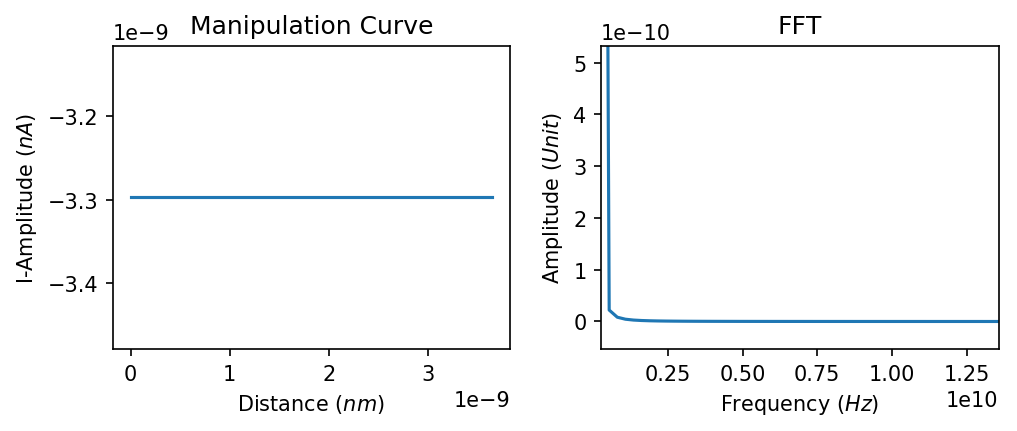 Manipulation Curve
1e−9
I-Amplitude (nA)
−3.2
−3.3
−3.4
0 1 2 3
1e−9
Distance (nm)
FFT
1e−10
Amplitude (Unit)
5
4
3
2
1
0
0.25 0.50 0.75 1.00 1.25
1e10
Frequency (Hz)